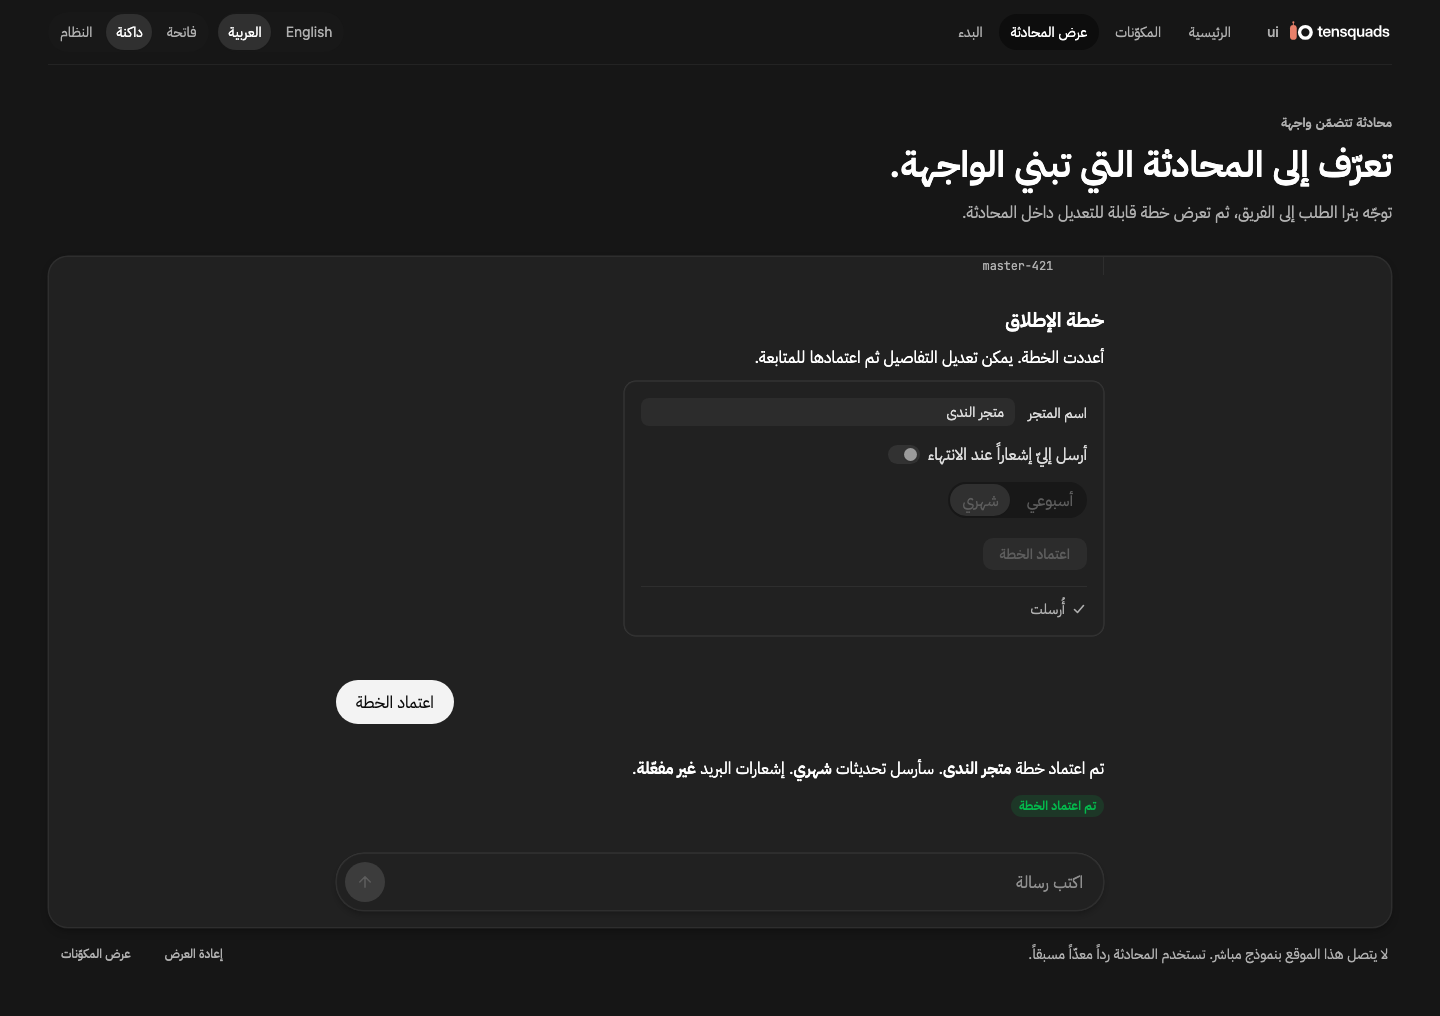 tensquads ui
الرئيسية
المكوّنات
عرض المحادثة
البدء
English
العربية
فاتحة
داكنة
النظام
محادثة تتضمّن واجهة
تعرّف إلى المحادثة التي تبني الواجهة.
توجّه بترا الطلب إلى الفريق، ثم تعرض خطة قابلة للتعديل داخل المحادثة.
master-421
خطة الإطلاق
أعددت الخطة. يمكن تعديل التفاصيل ثم اعتمادها للمتابعة.
اسم المتجر
متجر الندى
أرسل إليّ إشعاراً عند الانتهاء
أسبوعي
شهري
اعتماد الخطة
أُرسلت
اعتماد الخطة
تم اعتماد خطة متجر الندى. سأرسل تحديثات شهري. إشعارات البريد غير مفعّلة.
تم اعتماد الخطة
اكتب رسالة
لا يتصل هذا الموقع بنموذج مباشر. تستخدم المحادثة رداً معدّاً مسبقاً.
إعادة العرض
عرض المكوّنات